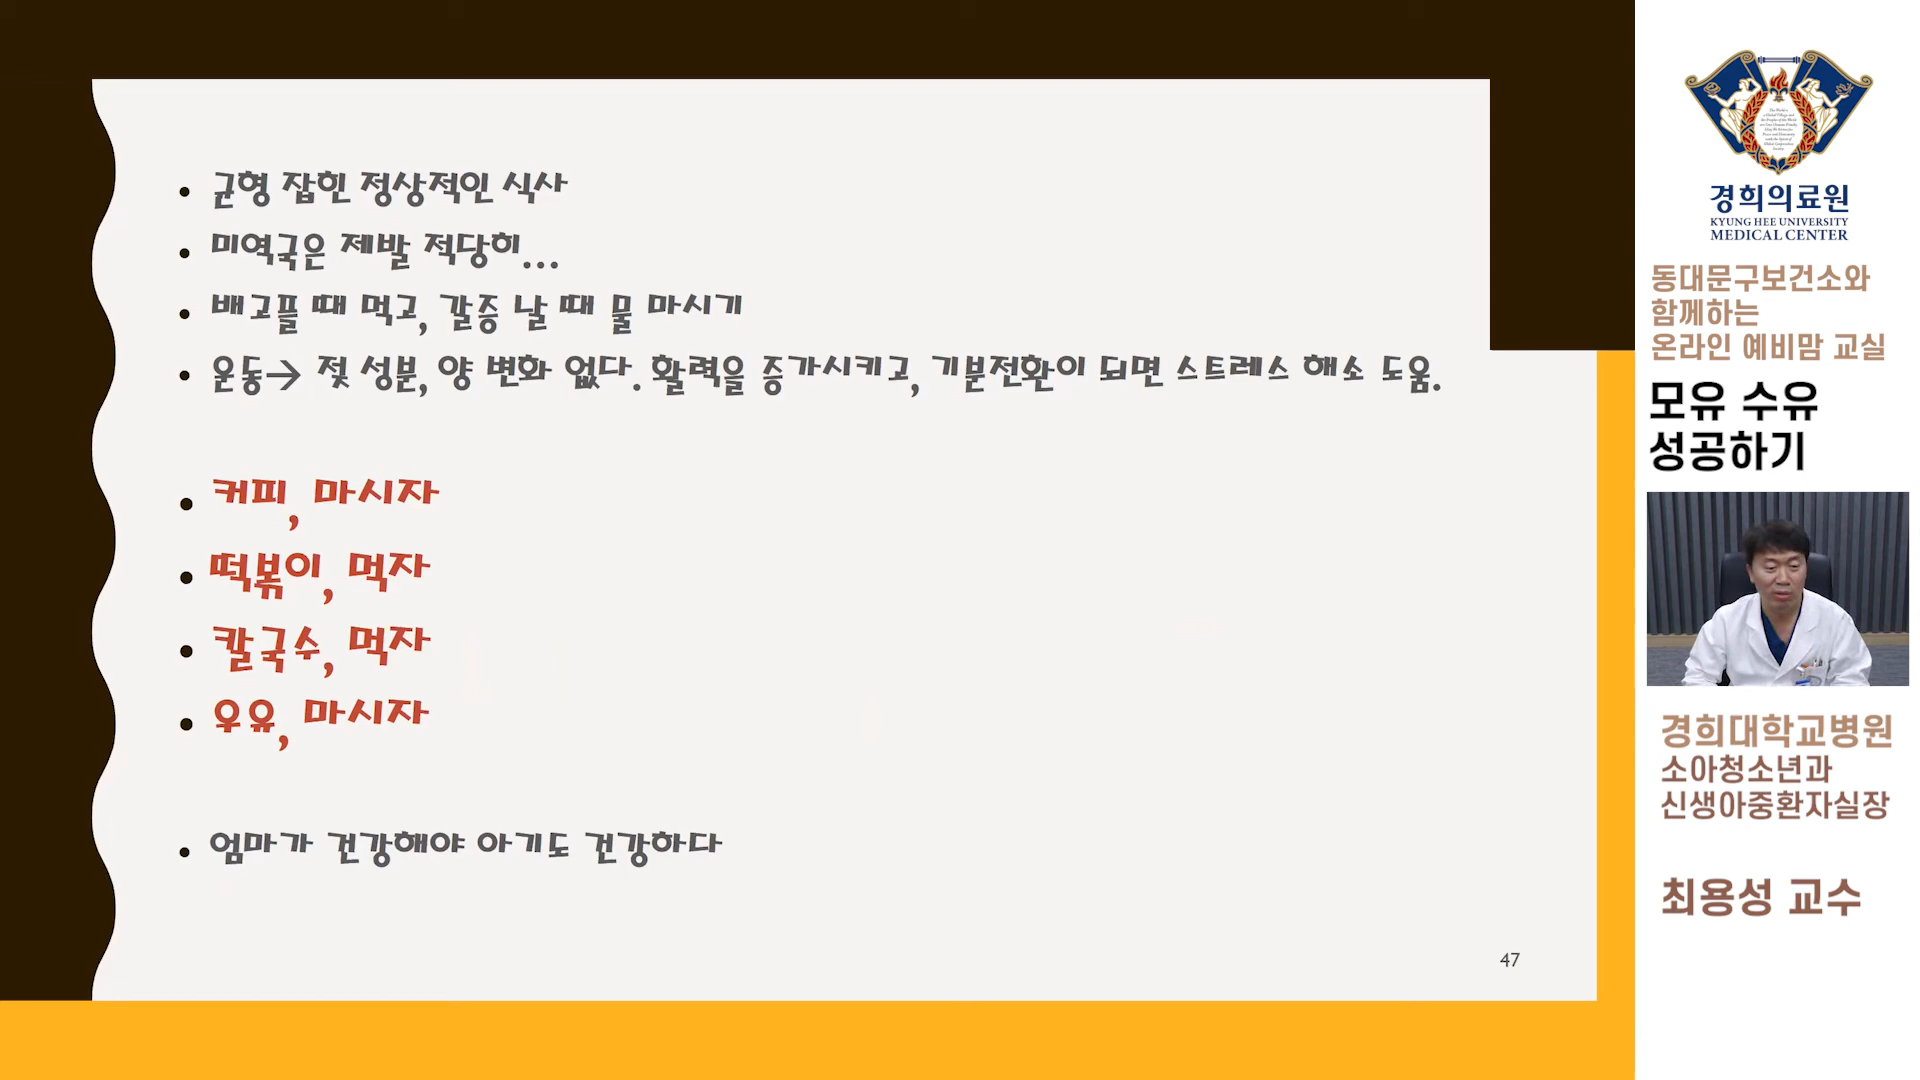 • 균형 잡힌 정상적인 식사
• 미역국은 제발 적당히...
• 배고플 때 먹고, 갈증 날 때 물 마시기
• 운동→ 젖 성분, 양 변화 없다. 활력을 증가시키고, 기분전환이 되면 스트레스 해소 도움.
• 커피, 마시자
• 떡볶이, 먹자
• 칼국수, 먹자
• 우유, 마시자
• 엄마가 건강해야 아기도 건강하다
47
경희의료원
KYUNG HEE UNIVERSITY
MEDICAL CENTER
동대문구보건소와
함께하는
온라인 예비맘 교실
모유 수유
성공하기
경희대학교병원
소아청소년과
신생아중환자실장
최용성 교수